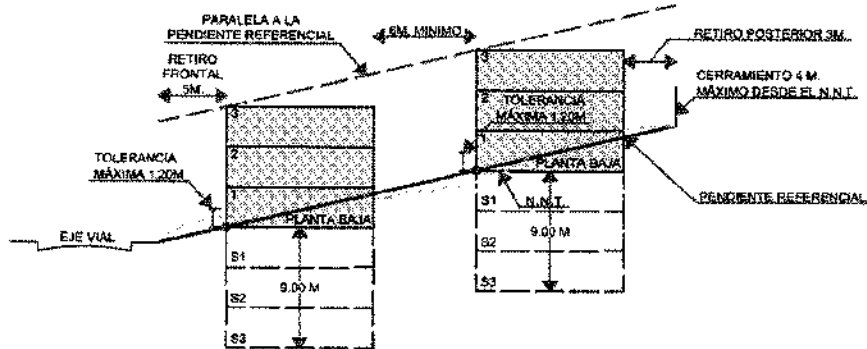 PARALELA A LA
PENDIENTE REFERENCIAL
6M. MINIMO
RETIRO POSTERIOR 3M.
RETIRO
FRONTAL
5M.
CERRAMIENTO 4 M.
MÁXIMO DESDE EL N.N.T.
TOLERANCIA
MÁXIMA 1,20M
3
2
1
PLANTA BAJA
TOLERANCIA
MÁXIMA 1.20M
3
2
1
PLANTA BAJA
PENDIENTE REFERENCIAL
N.N.T.
EJE VIAL
S1
S2
S3
9.00 M
S1
S2
S3
9.00 M